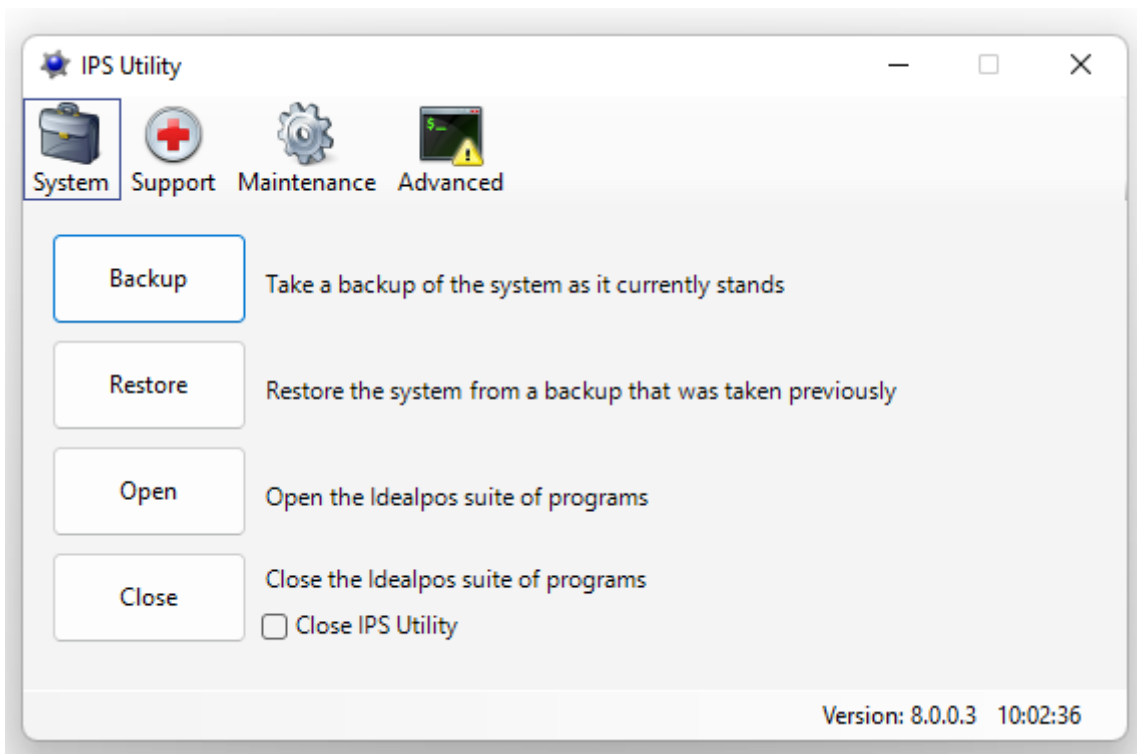 IPS Utility
System Support Maintenance Advanced
Backup Take a backup of the system as it currently stands
Restore Restore the system from a backup that was taken previously
Open Open the Idealpos suite of programs
Close Close the Idealpos suite of programs
Close IPS Utility
Version: 8.0.0.3 10:02:36